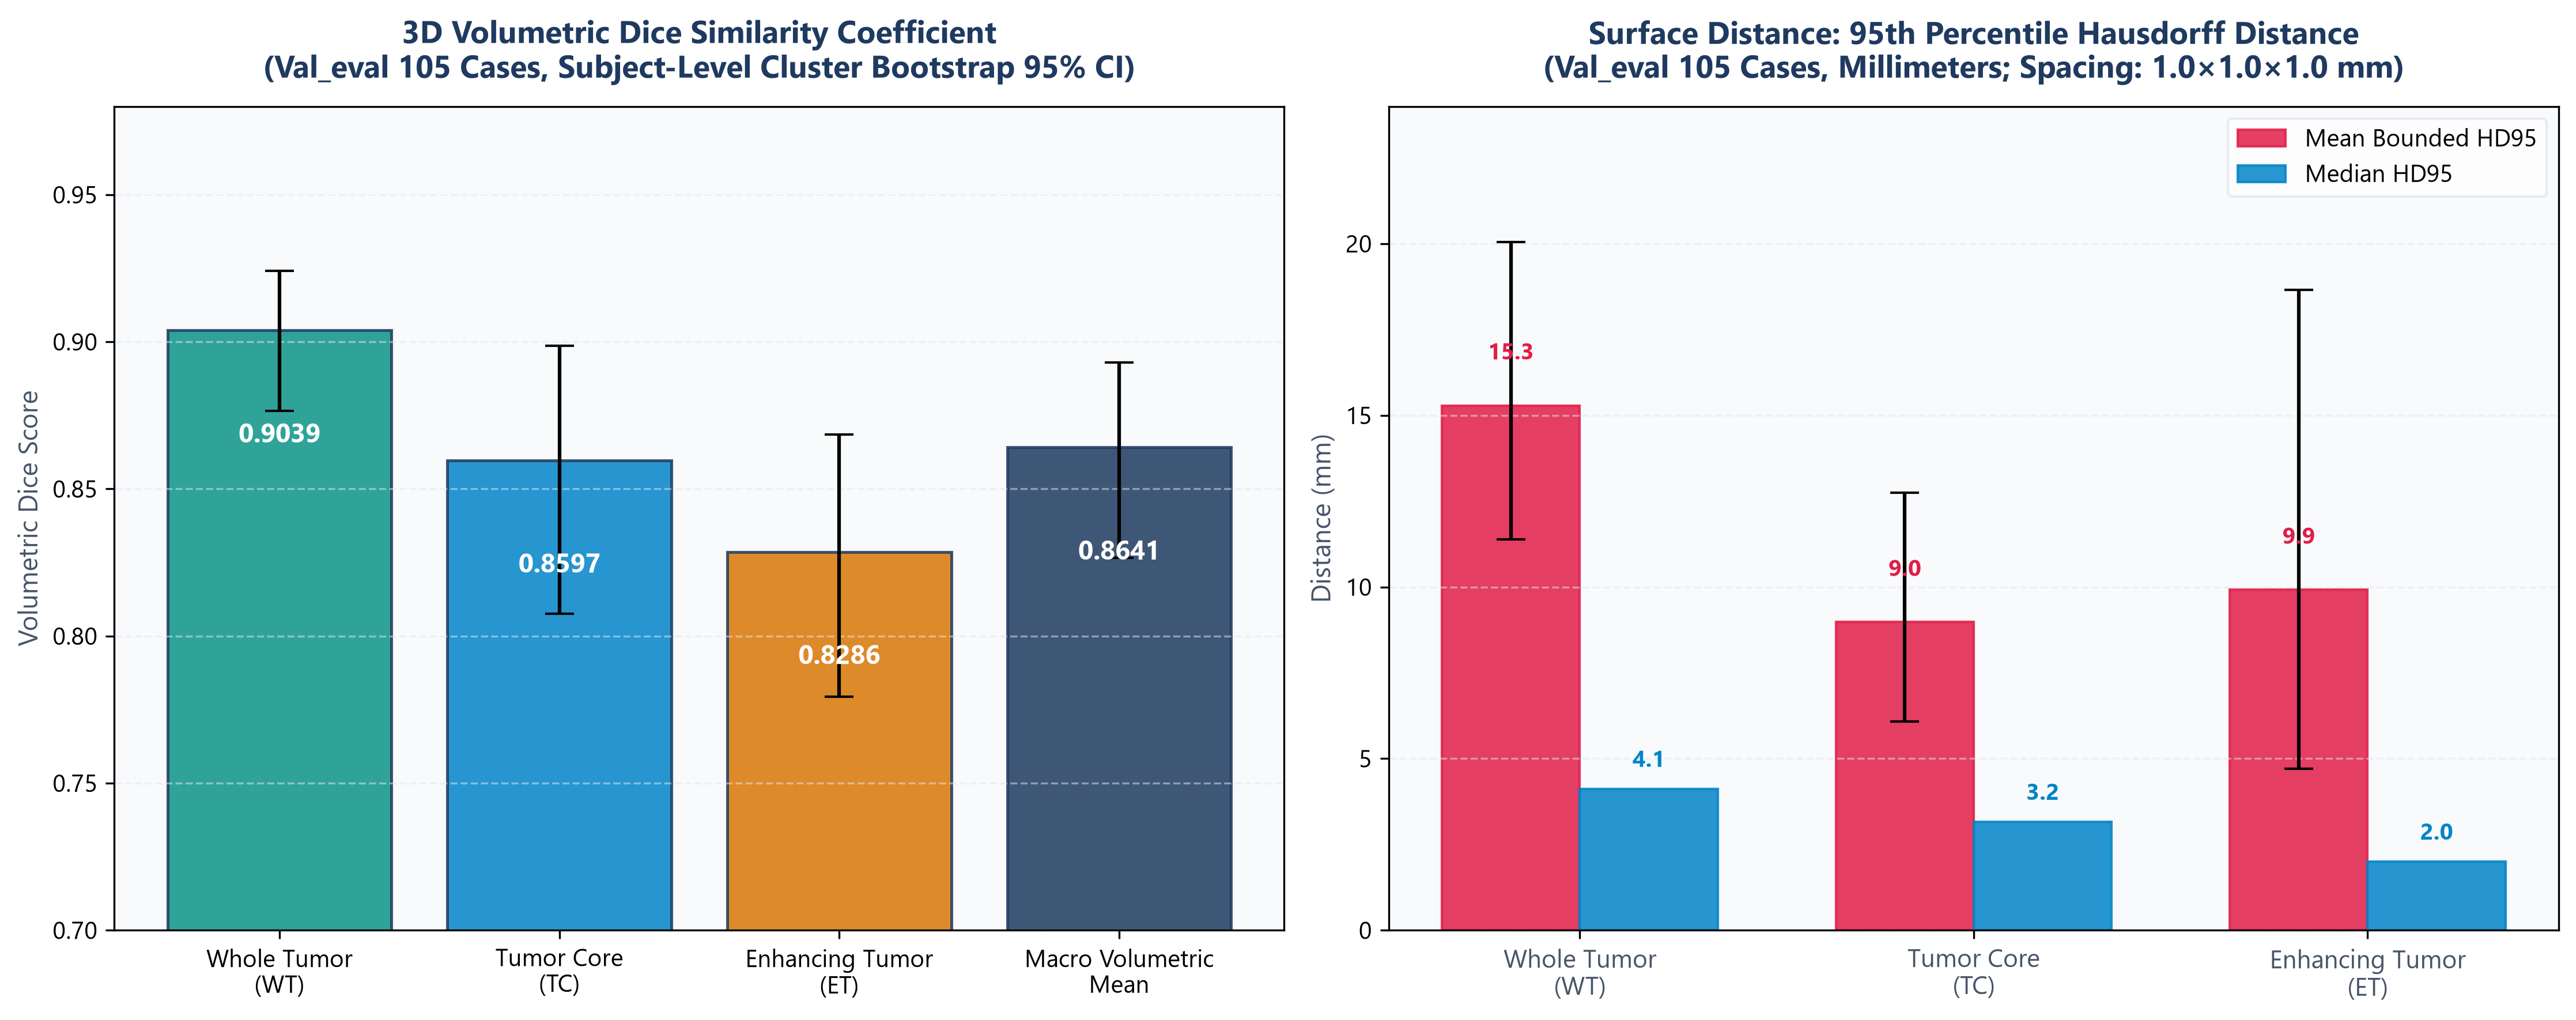 3D Volumetric Dice Similarity Coefficient
(Val_eval 105 Cases, Subject-Level Cluster Bootstrap 95% CI)
Volumetric Dice Score
0.95
0.90
0.85
0.80
0.75
0.70
0.9039
0.8597
0.8286
0.8641
Whole Tumor
(WT)
Tumor Core
(TC)
Enhancing Tumor
(ET)
Macro Volumetric
Mean
Surface Distance: 95th Percentile Hausdorff Distance
(Val_eval 105 Cases, Millimeters; Spacing: 1.0×1.0×1.0 mm)
Mean Bounded HD95
Median HD95
Distance (mm)
20
15
10
5
0
15.3
4.1
9.0
3.2
9.9
2.0
Whole Tumor
(WT)
Tumor Core
(TC)
Enhancing Tumor
(ET)